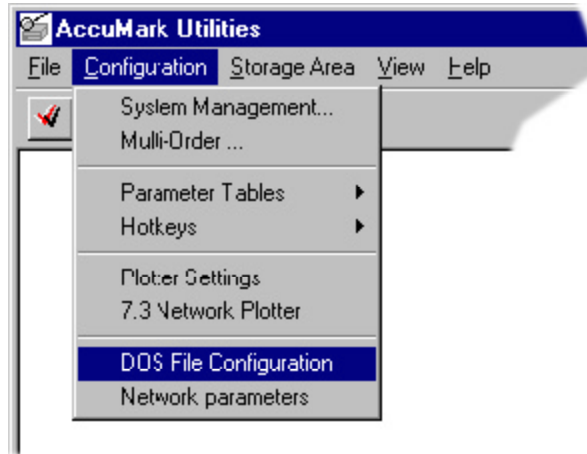 AccuMark Utilities
File Configuration Storage Area View Help
System Management...
Multi-Order ...
Parameter Tables
Hotkeys
Plotter Settings
7.3 Network Plotter
DOS File Configuration
Network parameters